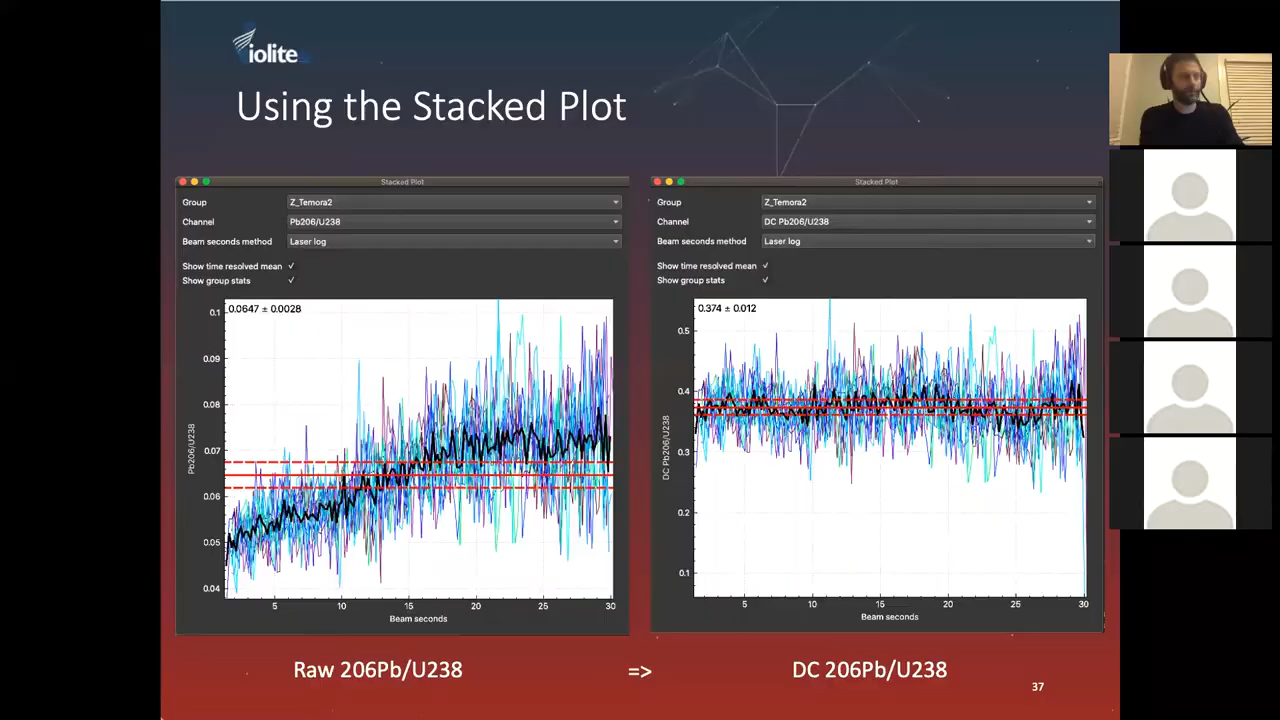 iolite
Using the Stacked Plot
Stacked Plot
Group
Z_Temora2
Channel
Pb206/U238
Beam seconds method
Laser log
Show time resolved mean ✓
Show group stats ✓
0.0647 ± 0.0028
0.1
0.09
0.08
0.07
0.06
0.05
0.04
Pb206/U238
5
10
15
20
25
30
Beam seconds
Stacked Plot
Group
Z_Temora2
Channel
DC Pb206/U238
Beam seconds method
Laser log
Show time resolved mean ✓
Show group stats ✓
0.374 ± 0.012
0.5
0.4
0.3
0.2
0.1
DC Pb206/U238
5
10
15
20
25
30
Beam seconds
Raw 206Pb/U238
=>
DC 206Pb/U238
37